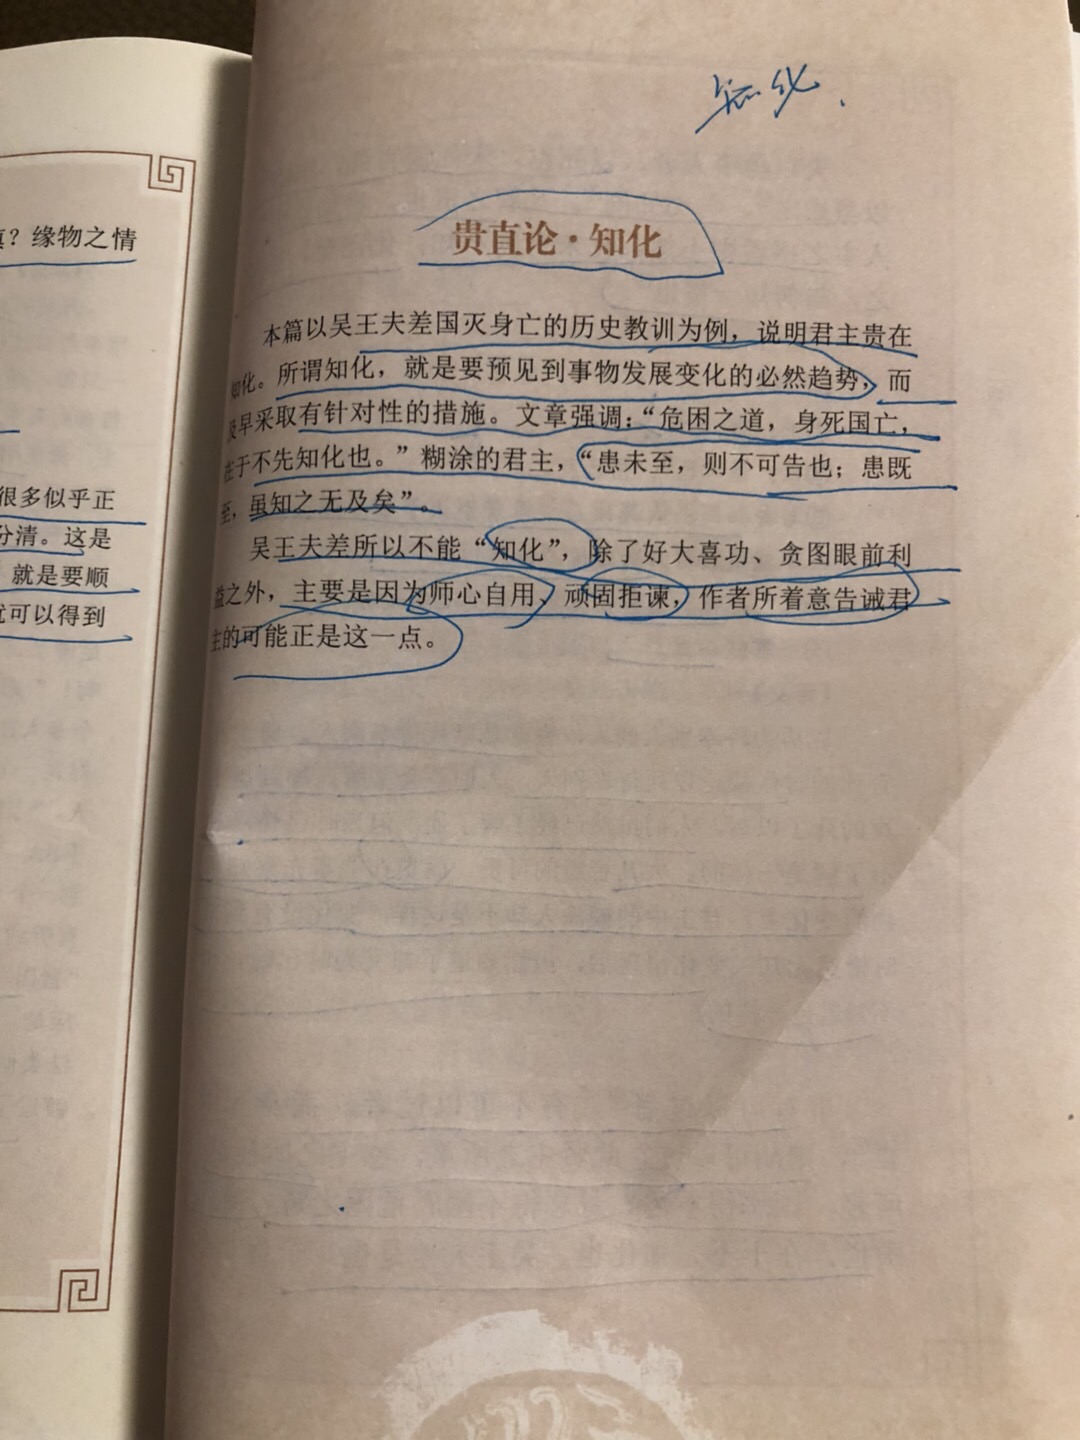 ？缘物之情
很多似乎正
分清。这是
就是要顺
就可以得到
知化.
贵直论·知化
本篇以吴王夫差国灭身亡的历史教训为例，说明君主贵在
知化。所谓知化，就是要预见到事物发展变化的必然趋势，而
及早采取有针对性的措施。文章强调：“危困之道，身死国亡，
在于不先知化也。”糊涂的君主，“患未至，则不可告也；患既
至，虽知之无及矣”。
吴王夫差所以不能“知化”，除了好大喜功、贪图眼前利
益之外，主要是因为师心自用、顽固拒谏，作者所着意告诫君
主的可能正是这一点。